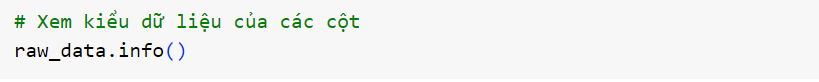 # Xem kiểu dữ liệu của các cột
raw_data.info()